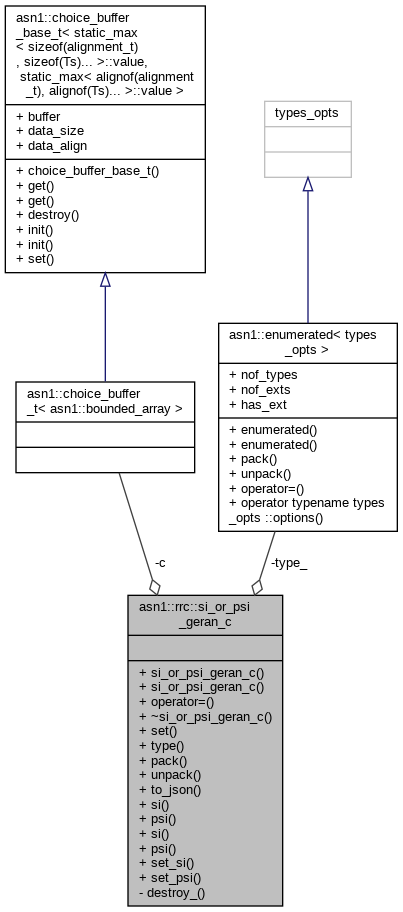 asn1::choice_buffer
_base_t< static_max
< sizeof(alignment_t)
, sizeof(Ts)... >::value,
static_max< alignof(alignment
_t), alignof(Ts)... >::value >
+ buffer
+ data_size
+ data_align
+ choice_buffer_base_t()
+ get()
+ get()
+ destroy()
+ init()
+ init()
+ set()
types_opts
asn1::enumerated< types
_opts >
+ nof_types
+ nof_exts
+ has_ext
+ enumerated()
+ enumerated()
+ pack()
+ unpack()
+ operator=()
+ operator typename types
_opts ::options()
asn1::choice_buffer
_t< asn1::bounded_array >
-c
-type_
asn1::rrc::si_or_psi
_geran_c
+ si_or_psi_geran_c()
+ si_or_psi_geran_c()
+ operator=()
+ ~si_or_psi_geran_c()
+ set()
+ type()
+ pack()
+ unpack()
+ to_json()
+ si()
+ psi()
+ si()
+ psi()
+ set_si()
+ set_psi()
- destroy_()